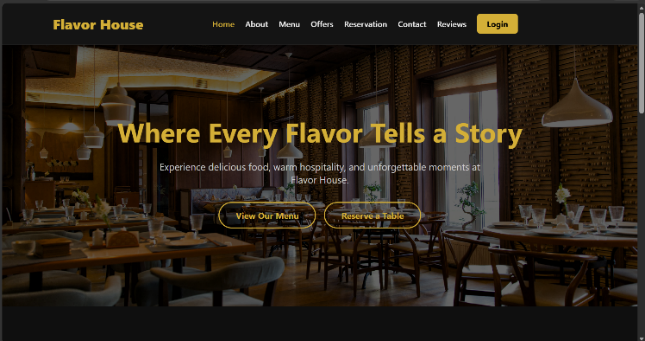 Flavor House
Home About Menu Offers Reservation Contact Reviews Login
Where Every Flavor Tells a Story
Experience delicious food, warm hospitality, and unforgettable moments at
Flavor House.
View Our Menu Reserve a Table